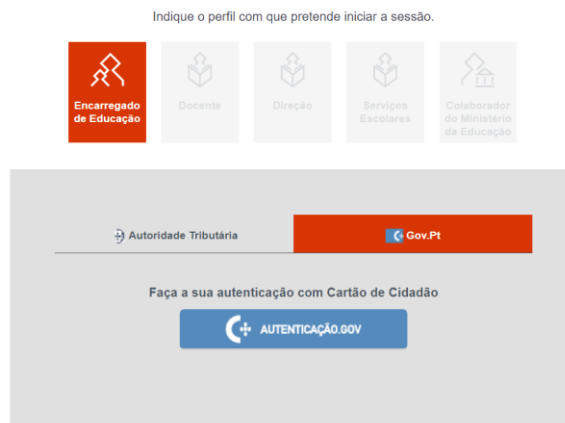 Indique o perfil com que pretende iniciar a sessão.
Encarregado
de Educação
Docente
Direção
Serviços
Escolares
Colaborador
do Ministério
da Educação
Autoridade Tributária
Gov.Pt
Faça a sua autenticação com Cartão de Cidadão
AUTENTICAÇÃO.GOV